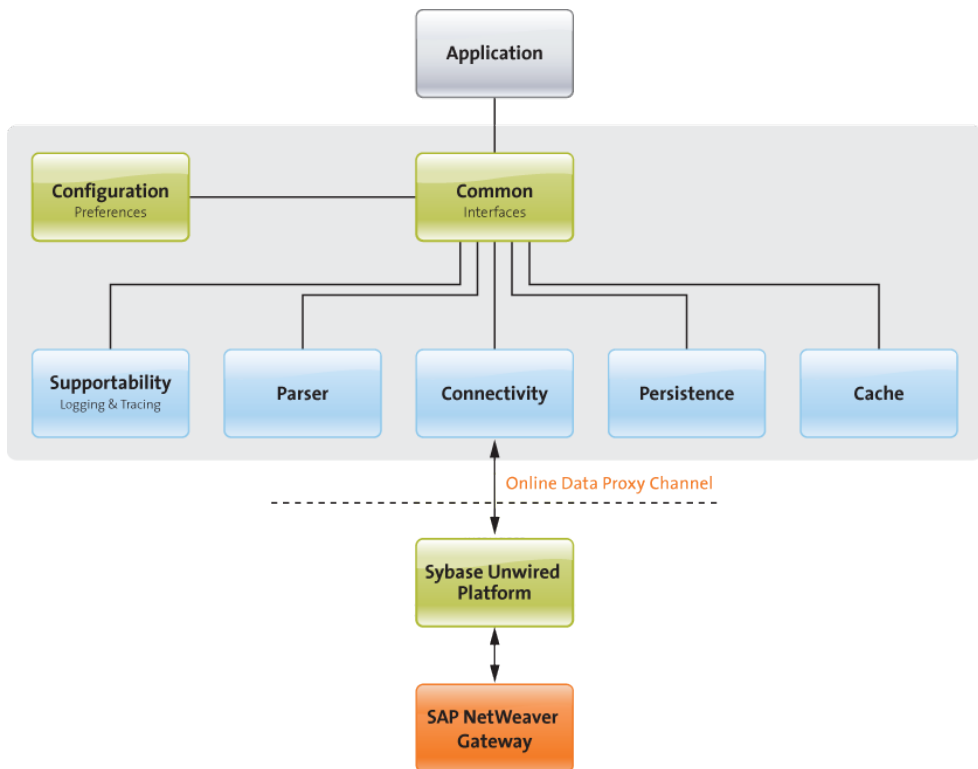 Application
Configuration
Preferences
Common
Interfaces
Supportability
Logging & Tracing
Parser
Connectivity
Persistence
Cache
Online Data Proxy Channel
Sybase Unwired
Platform
SAP NetWeaver
Gateway